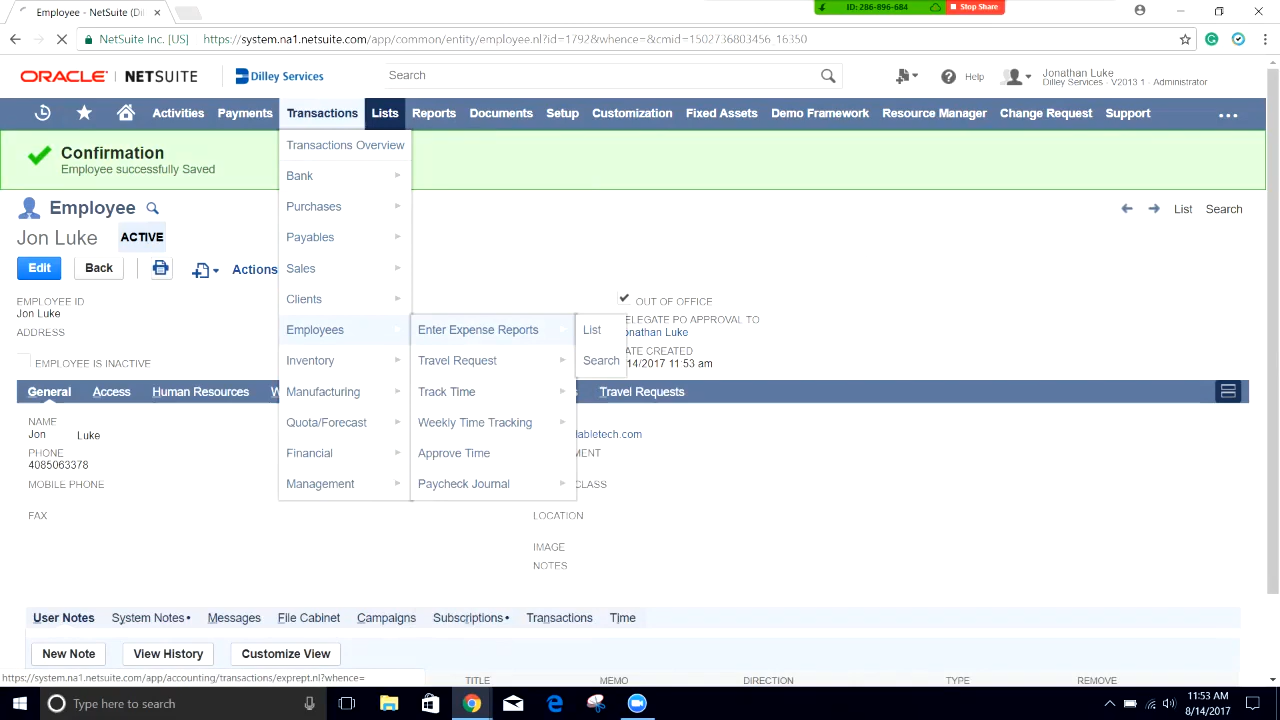 Employee - NetSuite (Dil
ID: 286-896-684
Stop Share
NetSuite Inc. [US]
https://system.na1.netsuite.com/app/common/entity/employee.nl?id=1792&whence=&cmid=1502736803456_16350
ORACLE NETSUITE
Dilley Services
Search
Help
Jonathan Luke
Dilley Services - V2013.1 - Administrator
Activities Payments Transactions Lists Reports Documents Setup Customization Fixed Assets Demo Framework Resource Manager Change Request Support
Confirmation
Employee successfully Saved
Transactions Overview
Bank
Purchases
Payables
Sales
Clients
Employees
Inventory
Manufacturing
Quota/Forecast
Financial
Management
Enter Expense Reports
Travel Request
Track Time
Weekly Time Tracking
Approve Time
Paycheck Journal
List
Search
Employee
List Search
Jon Luke ACTIVE
Edit Back Actions
EMPLOYEE ID
Jon Luke
ADDRESS
EMPLOYEE IS INACTIVE
OUT OF OFFICE
ELEGATE PO APPROVAL TO
onathan Luke
ATE CREATED
/14/2017 11:53 am
General Access Human Resources W Travel Requests
NAME
Jon Luke
PHONE
4085063378
MOBILE PHONE
FAX
labletech.com
MENT
CLASS
LOCATION
IMAGE
NOTES
User Notes System Notes• Messages File Cabinet Campaigns Subscriptions• Transactions Time
New Note View History Customize View
https://system.na1.netsuite.com/app/accounting/transactions/exprept.nl?whence=
TITLE MEMO DIRECTION TYPE REMOVE
Type here to search
11:53 AM
8/14/2017